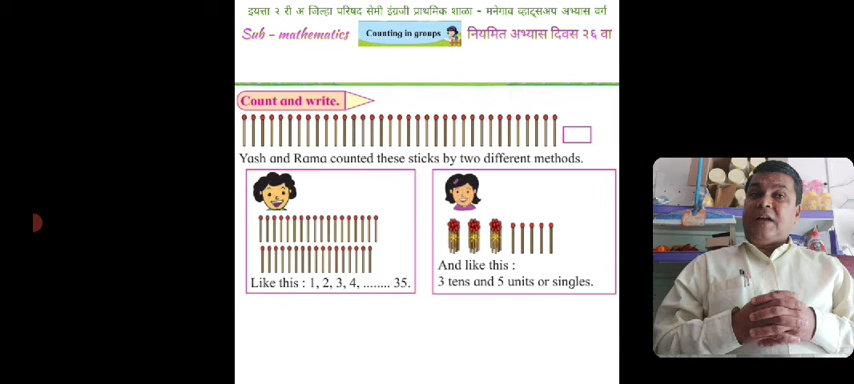 इयत्ता २ री अ जिल्हा परिषद सेमी इंग्रजी प्राथमिक शाळा - मनेगाव व्हाट्सअप अभ्यास वर्ग
Sub - mathematics Counting in groups नियमित अभ्यास दिवस २६ वा
Count and write.
Yash and Rama counted these sticks by two different methods.
Like this : 1, 2, 3, 4, ........ 35.
And like this :
3 tens and 5 units or singles.